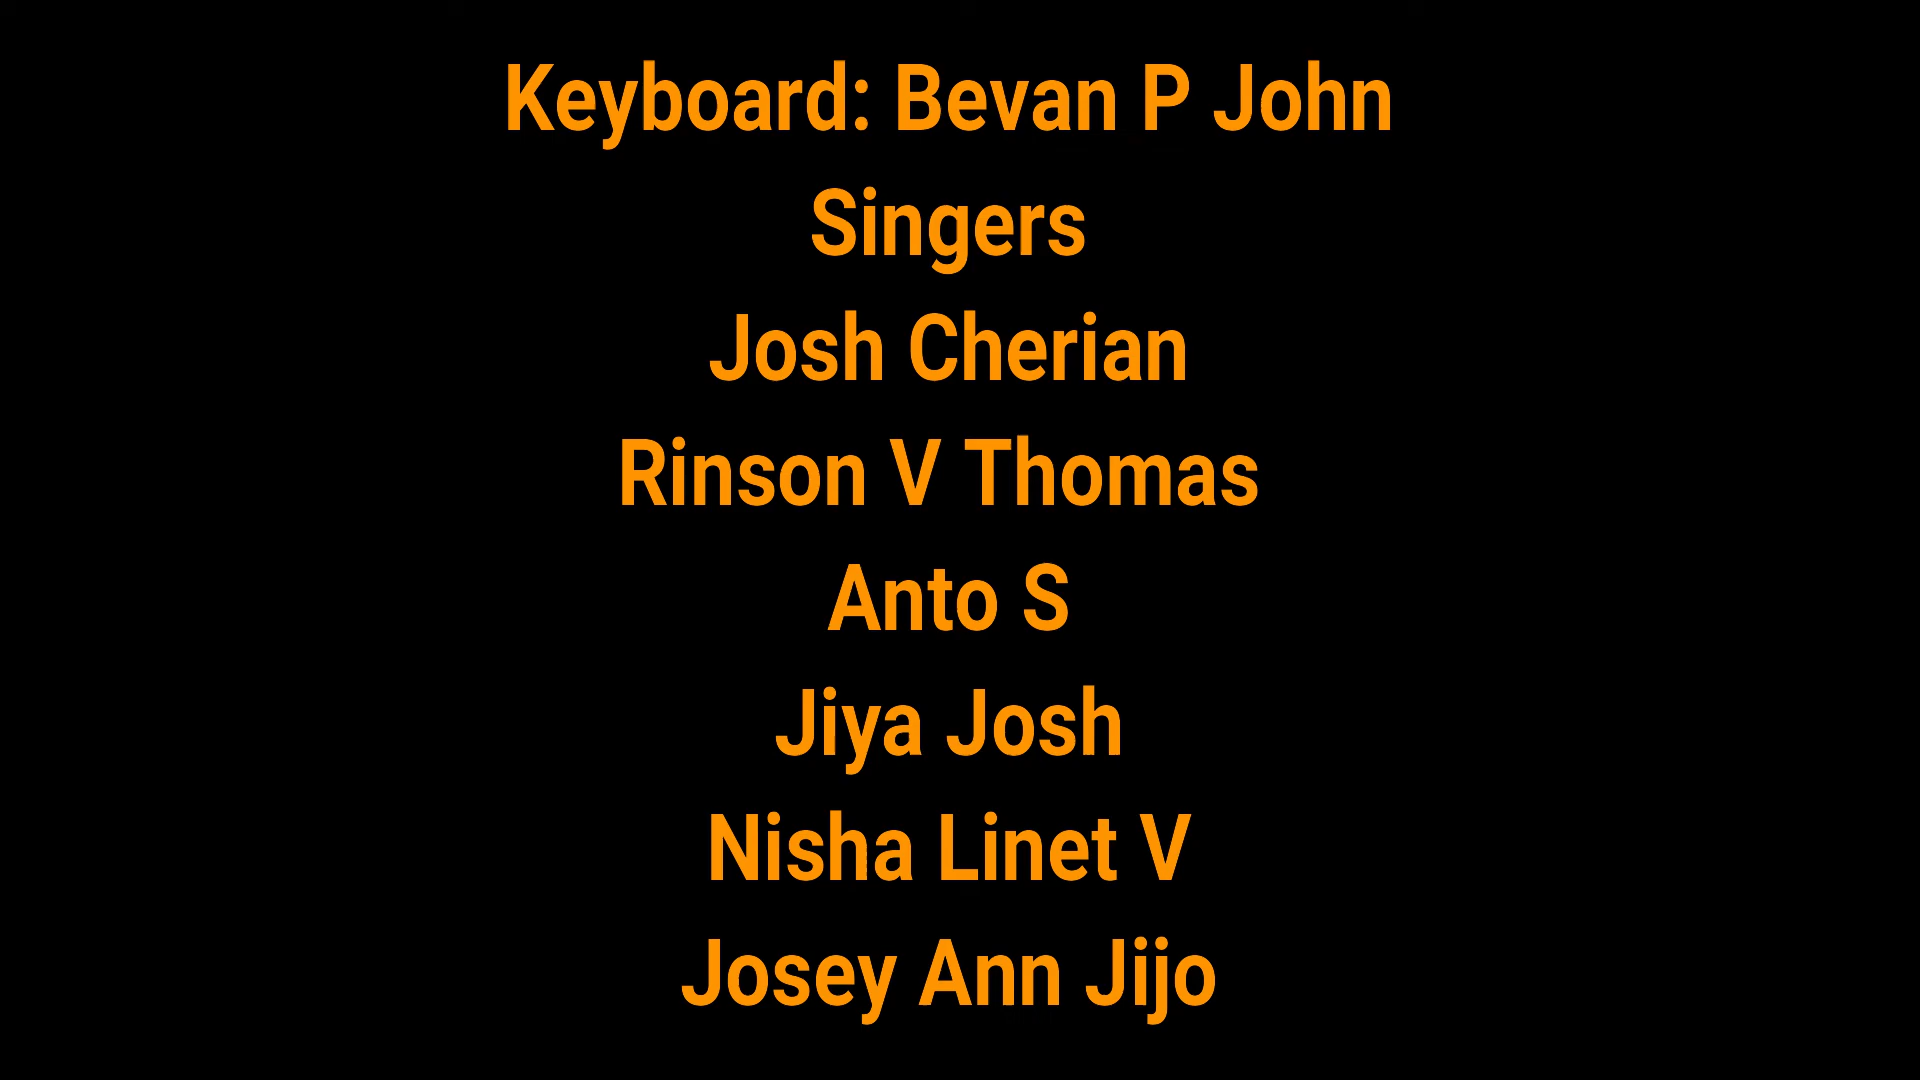 Keyboard: Bevan P John
Singers
Josh Cherian
Rinson V Thomas
Anto S
Jiya Josh
Nisha Linet V
Josey Ann Jijo